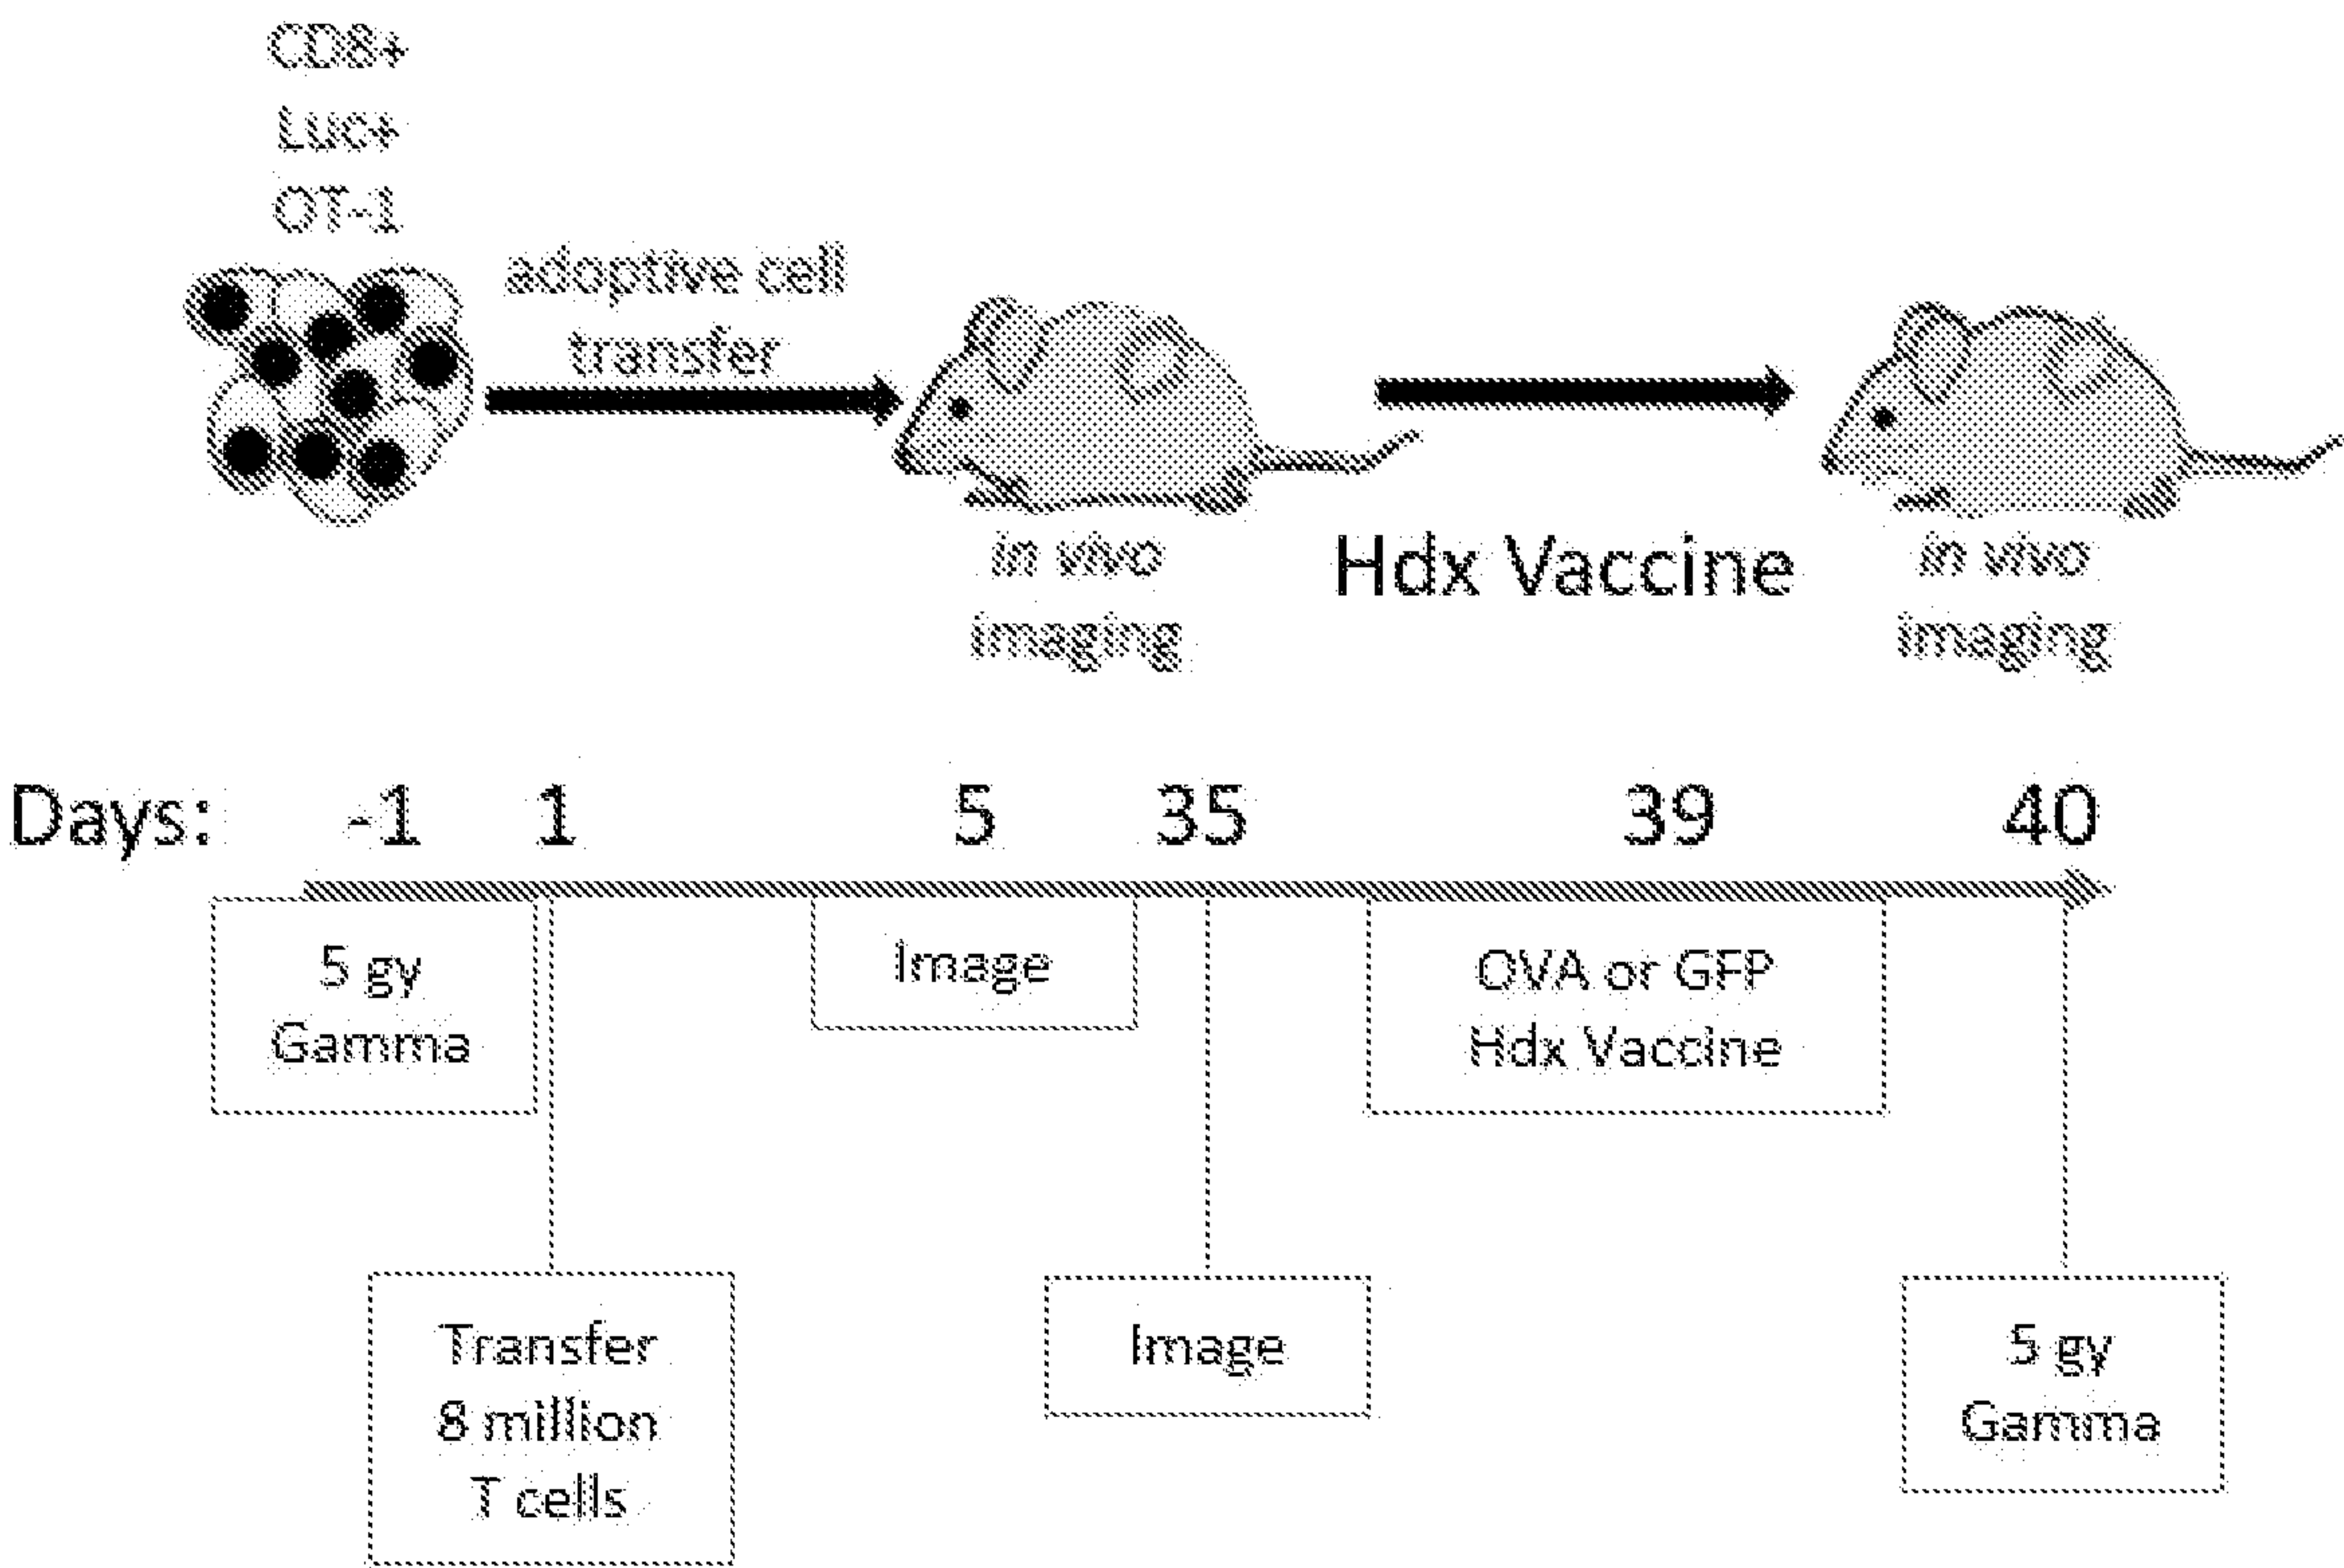 CD8+
Luc+
OT-1
adoptive cell
transfer
in vivo
imaging
Hdx Vaccine
in vivo
imaging
Days: -1 1 5 35 39 40
5 gy
Gamma
Image
OVA or GFP
Hdx Vaccine
Transfer
8 million
T cells
Image
5 gy
Gamma